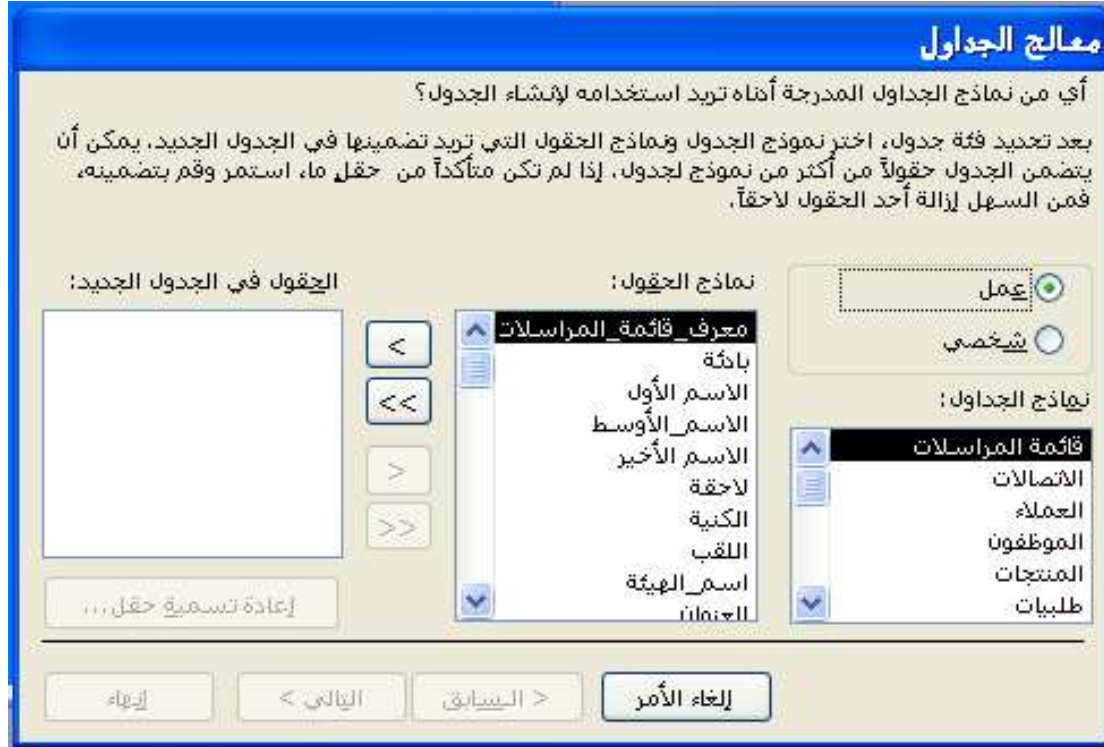 معالج الجداول
أي من نماذج الجداول المدرجة أدناه تريد استخدامه لإنشاء الجدول؟
بعد تحديد فئة جدول، اختر نموذج الجدول ونماذج الحقول التي تريد تضمينها في الجدول الجديد. يمكن أن
يتضمن الجدول حقولاً من أكثر من نموذج لجدول. إذا لم تكن متأكداً من حقل ما، استمر وقم بتضمينه،
فمن السهل إزالة أحد الحقول لاحقاً.
عمل
شخصي
نماذج الجداول:
قائمة المراسلات
الاتصالات
العملاء
الموظفون
المنتجات
طلبيات
نماذج الحقول:
معرف_قائمة_المراسلات
بادئة
الاسم الأول
الاسم_الأوسط
الاسم الأخير
لاحقة
الكنية
اللقب
اسم_الهيئة
العنوان
<
<<
>
>>
الحقول في الجدول الجديد:
إعادة تسمية حقل...
إلغاء الأمر
< السابق
التالي >
إنهاء